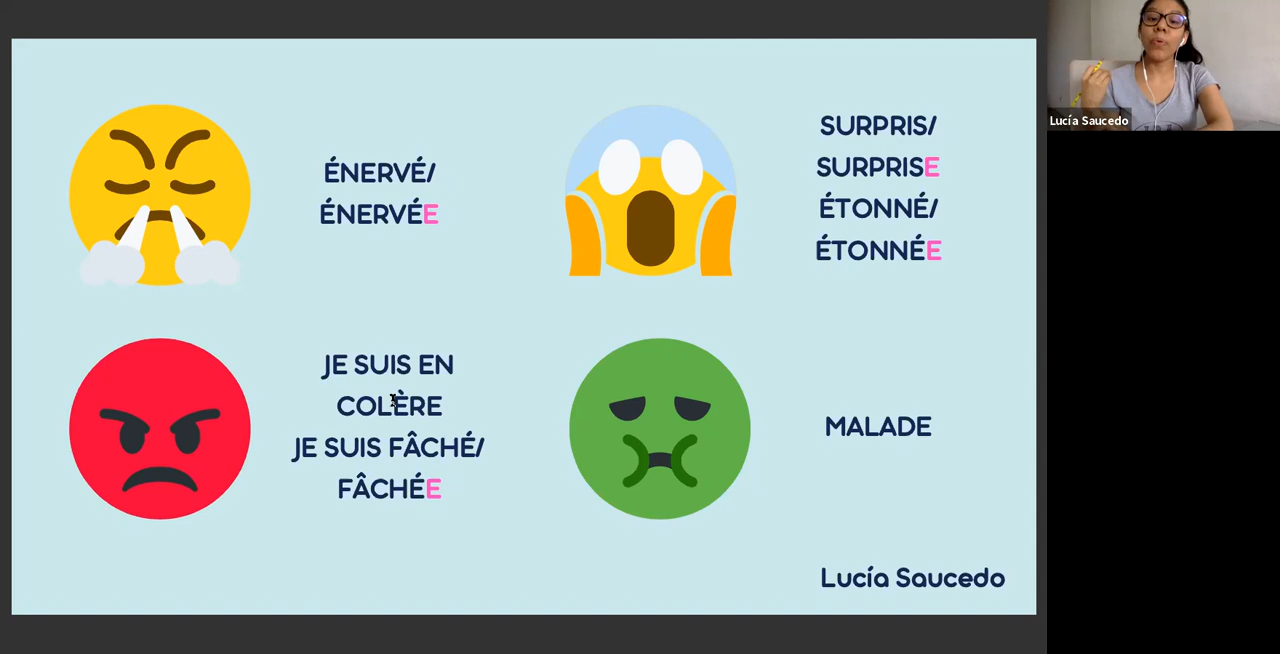 ÉNERVÉ/
ÉNERVÉE
SURPRIS/
SURPRISE
ÉTONNÉ/
ÉTONNÉE
JE SUIS EN
COLÈRE
JE SUIS FÂCHÉ/
FÂCHÉE
MALADE
Lucía Saucedo
Lucía Saucedo